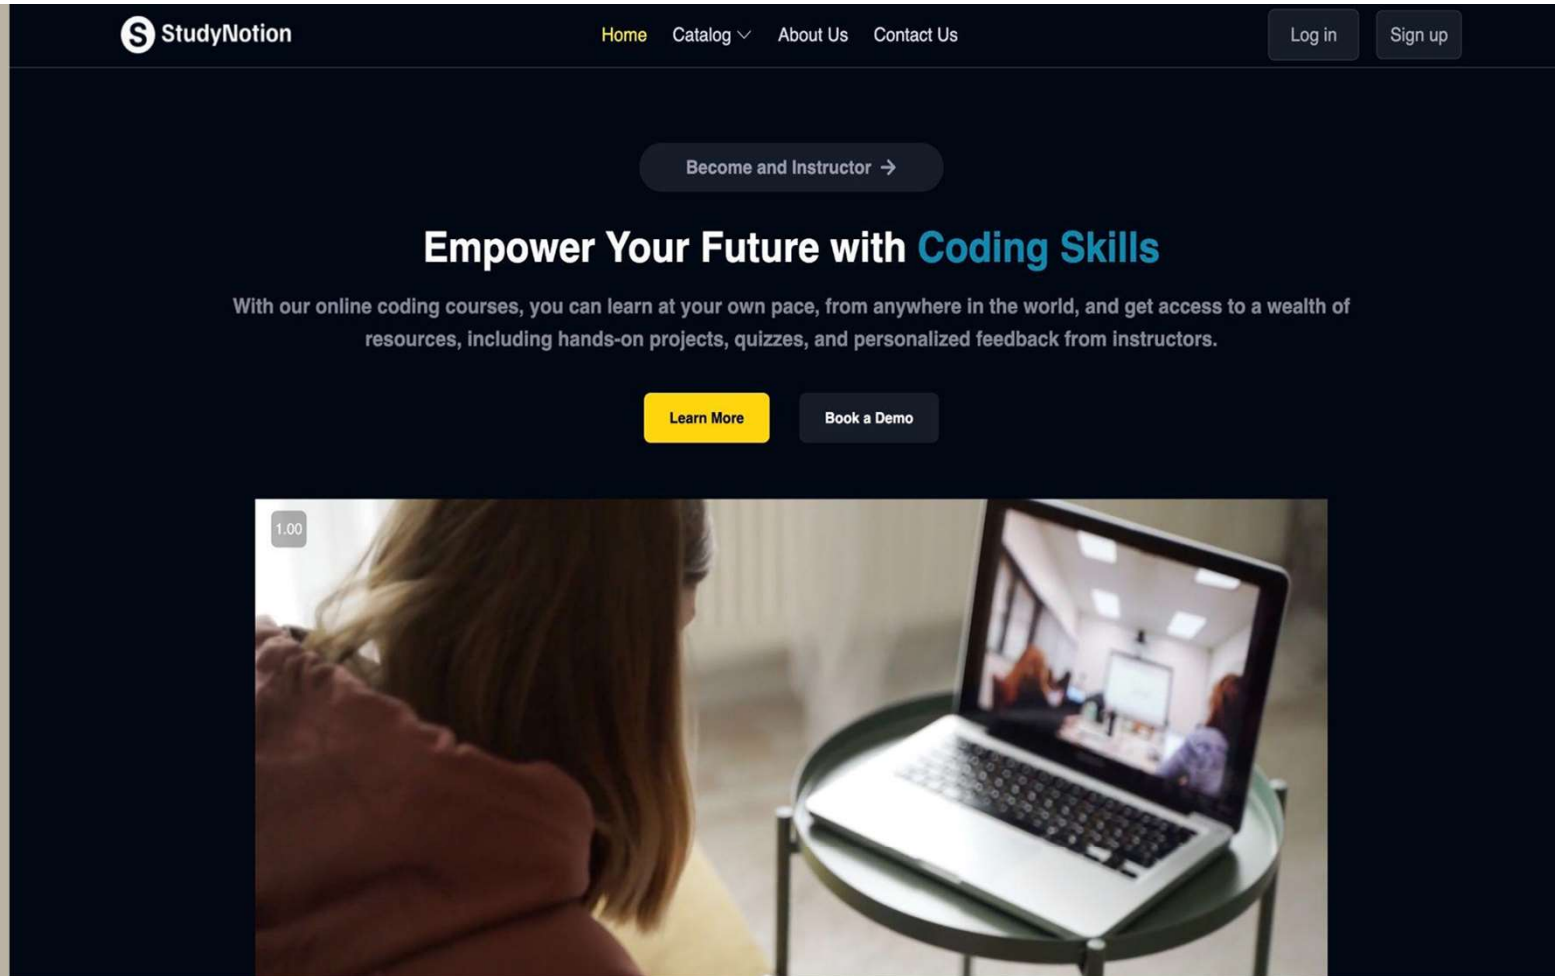 S StudyNotion
Home Catalog About Us Contact Us
Log in Sign up
Become and Instructor →
Empower Your Future with Coding Skills
With our online coding courses, you can learn at your own pace, from anywhere in the world, and get access to a wealth of
resources, including hands-on projects, quizzes, and personalized feedback from instructors.
Learn More Book a Demo
1.00